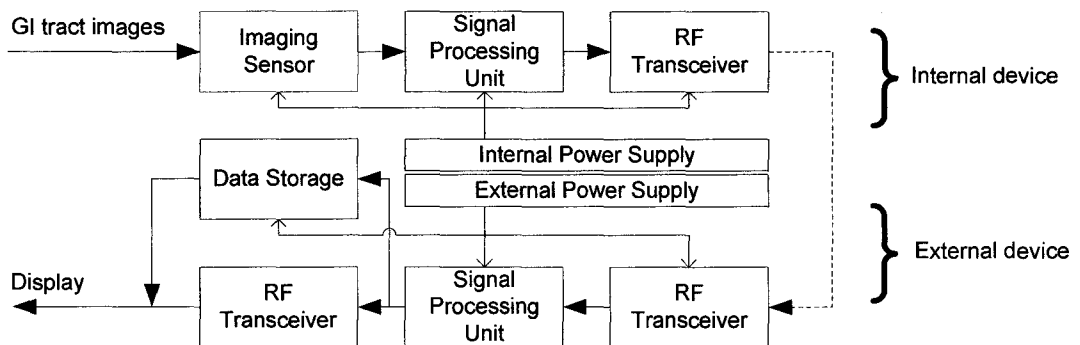 GI tract images
Imaging
Sensor
Signal
Processing
Unit
RF
Transceiver
Internal device
Internal Power Supply
Data Storage
External Power Supply
External device
Display
RF
Transceiver
Signal
Processing
Unit
RF
Transceiver